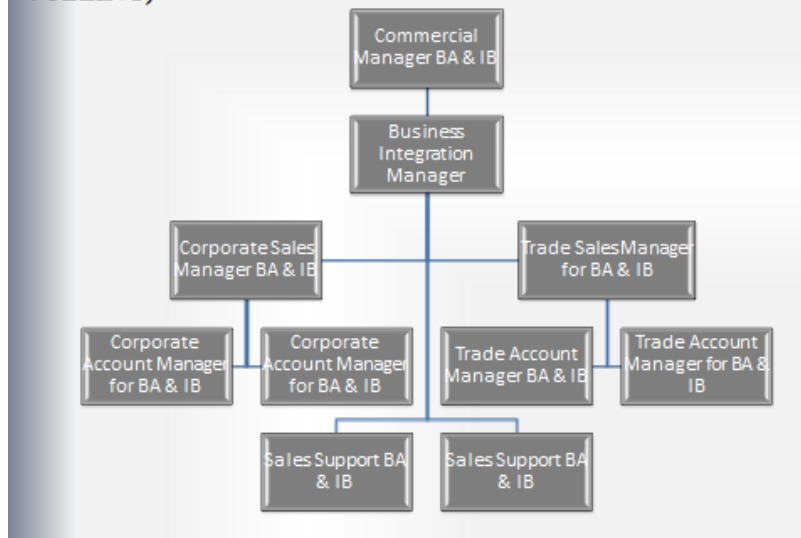 Commercial
Manager BA & IB
Business
Integration
Manager
Corporate Sales
Manager BA & IB
Trade Sales Manager
for BA & IB
Corporate
Account Manager
for BA & IB
Corporate
Account Manager
for BA & IB
Trade Account
Manager BA & IB
Trade Account
Manager for BA &
IB
Sales Support BA
& IB
Sales Support BA
& IB